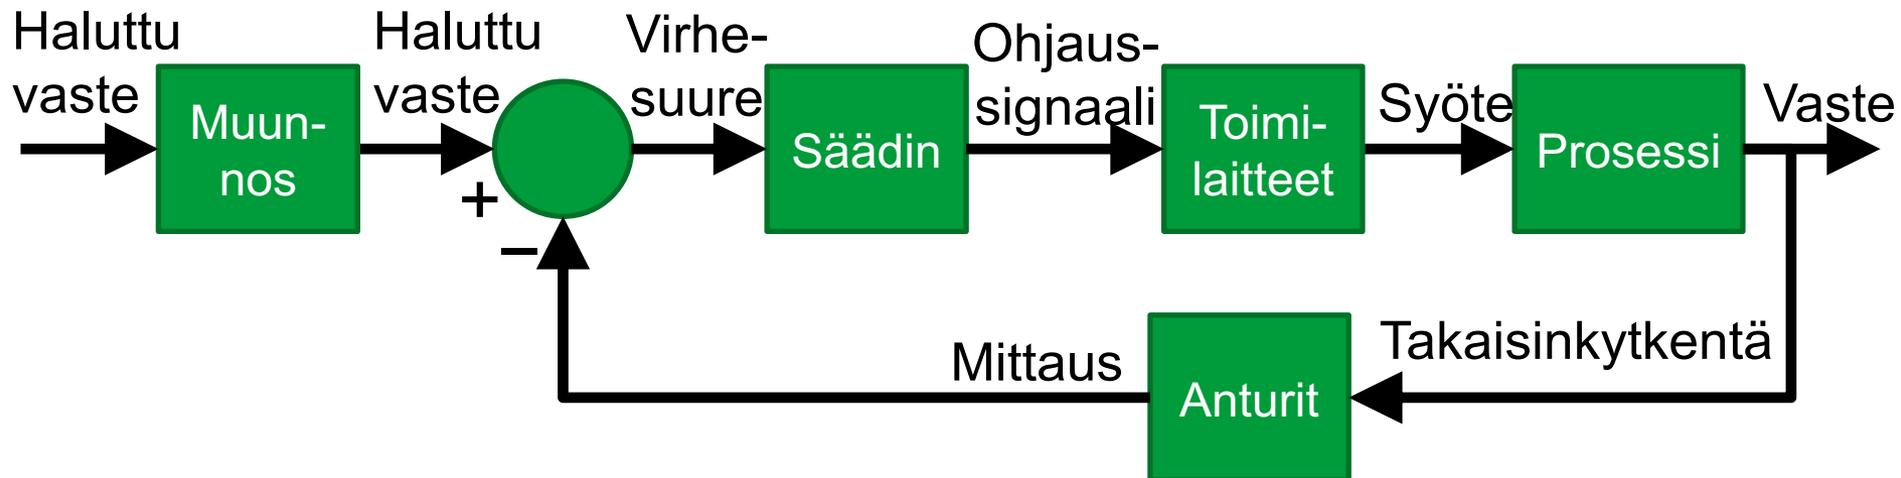 Haluttu
vaste
Muun-
nos
Haluttu
vaste
+
–
Virhe-
suure
Säädin
Ohjaus-
signaali
Toimi-
laitteet
Syöte
Prosessi
Vaste
Takaisinkytkentä
Anturit
Mittaus